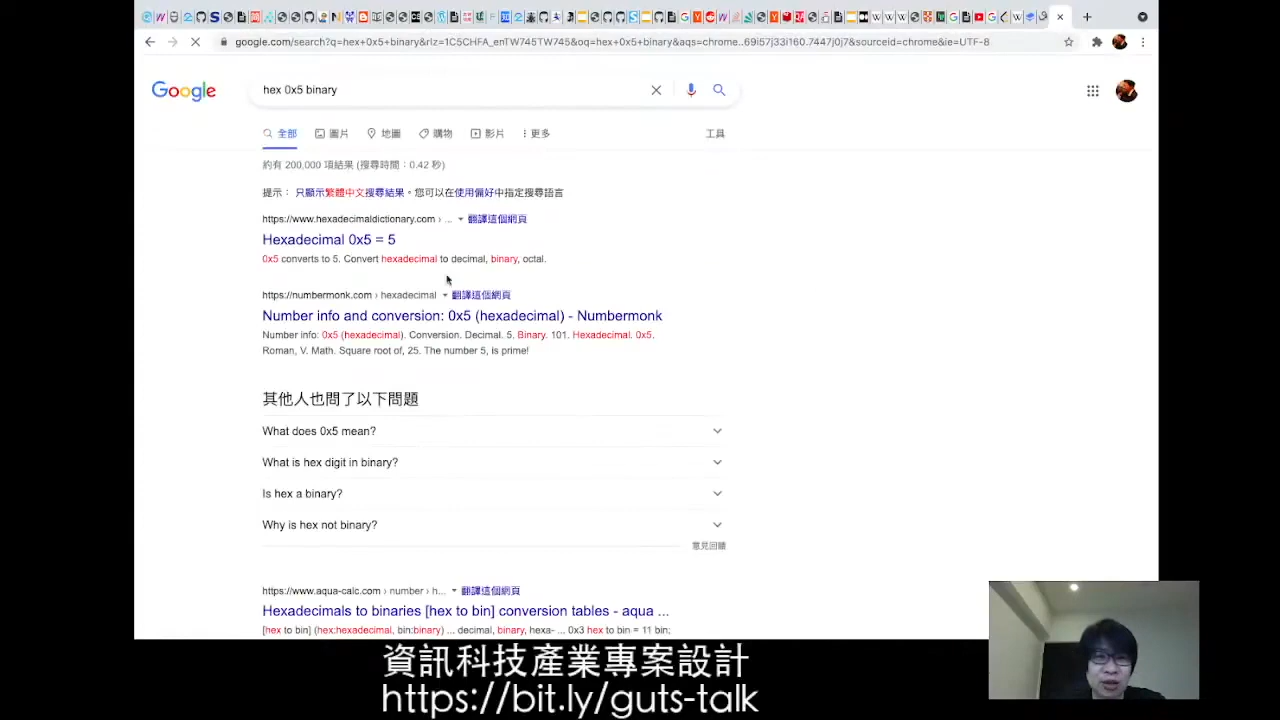 google.com/search?q=hex+0x5+binary&rlz=1C5CHFA_enTW745TW745&oq=hex+0x5+binary&aqs=chrome..69i57j33i160.7447j0j7&sourceid=chrome&ie=UTF-8
Google
hex 0x5 binary
全部 圖片 地圖 購物 影片 更多 工具
約有 200,000 項結果 (搜尋時間：0.42 秒)
提示： 只顯示繁體中文搜尋結果。您可以在使用偏好中指定搜尋語言
https://www.hexadecimaldictionary.com › ... 翻譯這個網頁
Hexadecimal 0x5 = 5
0x5 converts to 5. Convert hexadecimal to decimal, binary, octal.
https://numbermonk.com › hexadecimal 翻譯這個網頁
Number info and conversion: 0x5 (hexadecimal) - Numbermonk
Number info: 0x5 (hexadecimal). Conversion. Decimal. 5. Binary. 101. Hexadecimal. 0x5.
Roman, V. Math. Square root of, 25. The number 5, is prime!
其他人也問了以下問題
What does 0x5 mean?
What is hex digit in binary?
Is hex a binary?
Why is hex not binary?
意見回饋
https://www.aqua-calc.com › number › h... 翻譯這個網頁
Hexadecimals to binaries [hex to bin] conversion tables - aqua ...
[hex to bin] (hex:hexadecimal, bin:binary) ... decimal, binary, hexa- ... 0x3 hex to bin = 11 bin;
資訊科技產業專案設計
https://bit.ly/guts-talk